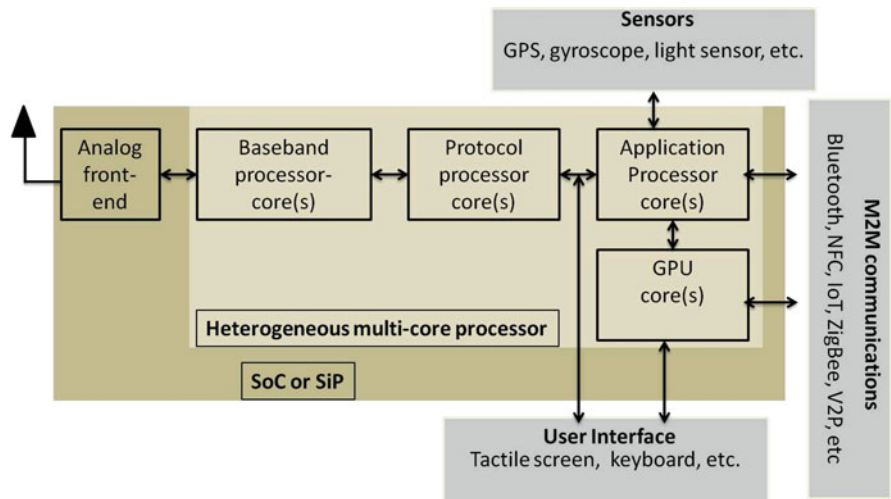 Sensors
GPS, gyroscope, light sensor, etc.
Analog
front-
end
Baseband
processor-
core(s)
Protocol
processor
core(s)
Application
Processor
core(s)
GPU
core(s)
Heterogeneous multi-core processor
SoC or SiP
User Interface
Tactile screen, keyboard, etc.
M2M communications
Bluetooth, NFC, IoT, ZigBee, V2P, etc